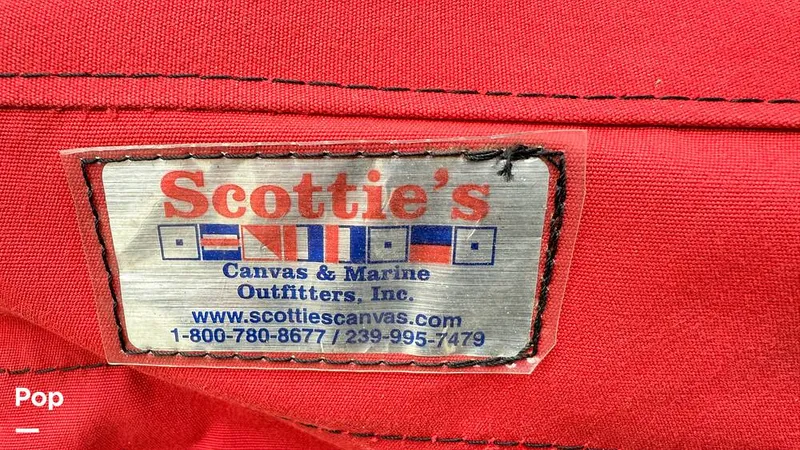 Scottie's
Canvas & Marine
Outfitters, Inc.
www.scottiescanvas.com
1-800-780-8677 / 239-995-7479
Pop